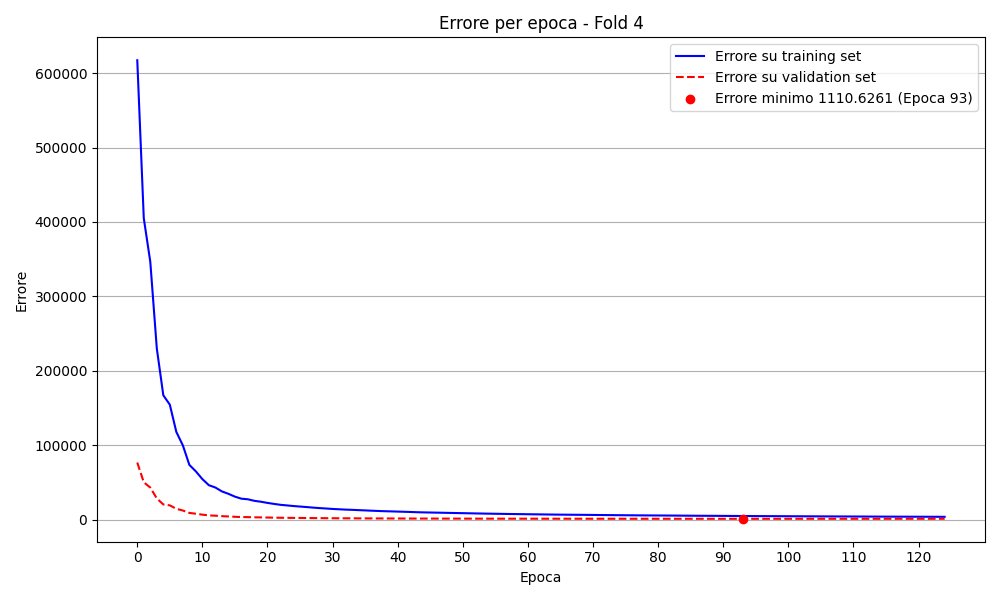 Errore per epoca - Fold 4
Errore su training set
Errore su validation set
Errore minimo 1110.6261 (Epoca 93)
Errore
600000
500000
400000
300000
200000
100000
0
0 10 20 30 40 50 60 70 80 90 100 110 120
Epoca